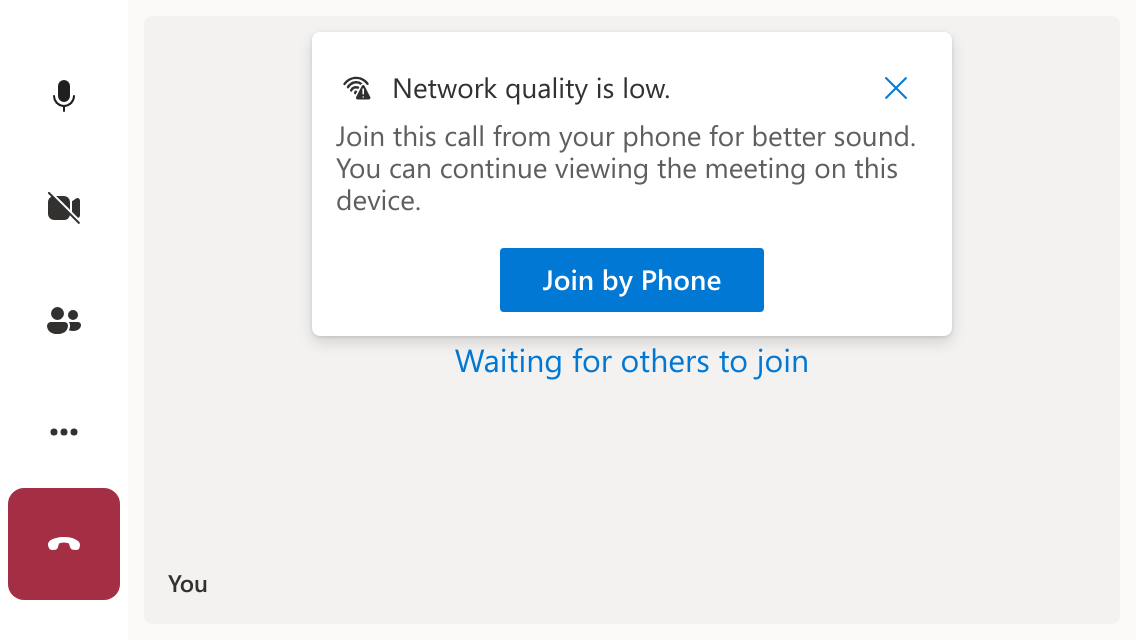 Network quality is low.
Join this call from your phone for better sound.
You can continue viewing the meeting on this
device.
Join by Phone
Waiting for others to join
You